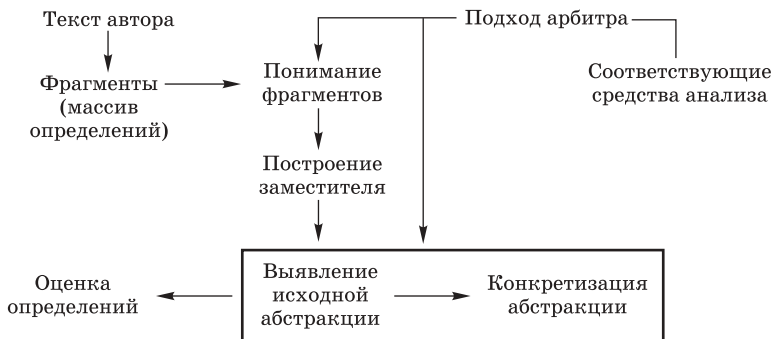 Текст автора
Подход арбитра
Фрагменты
(массив
определений)
Понимание
фрагментов
Соответствующие
средства анализа
Построение
заместителя
Оценка
определений
Выявление
исходной
абстракции
Конкретизация
абстракции